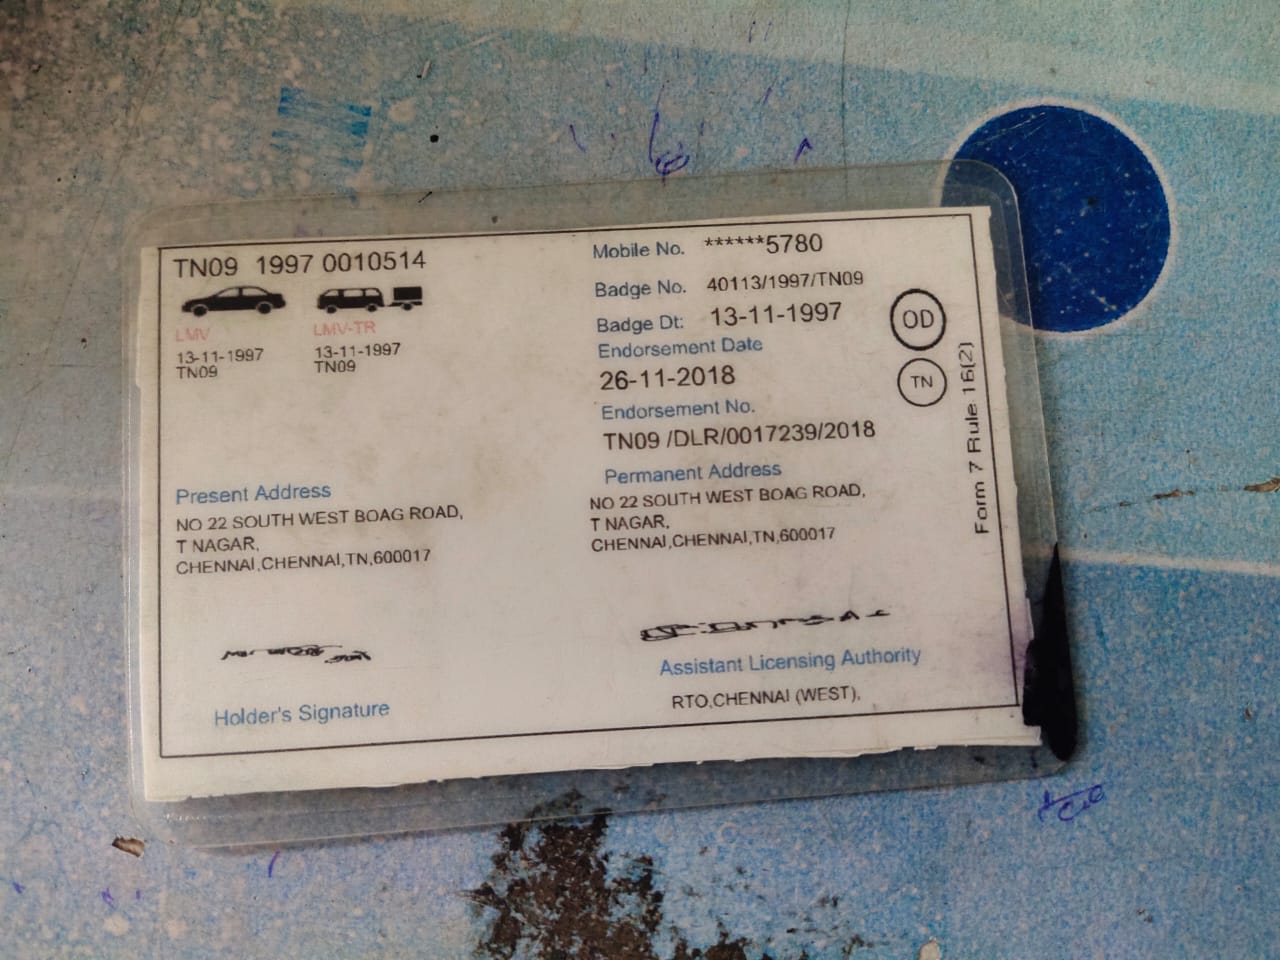 TN09 1997 0010514
LMV
13-11-1997
TN09
LMV-TR
13-11-1997
TN09
Mobile No. ******5780
Badge No. 40113/1997/TN09
Badge Dt: 13-11-1997
Endorsement Date
26-11-2018
Endorsement No.
TN09 /DLR/0017239/2018
OD
TN
Form 7 Rule 16(2)
Present Address
NO 22 SOUTH WEST BOAG ROAD,
T NAGAR,
CHENNAI,CHENNAI,TN,600017
Permanent Address
NO 22 SOUTH WEST BOAG ROAD,
T NAGAR,
CHENNAI,CHENNAI,TN,600017
Holder's Signature
Assistant Licensing Authority
RTO,CHENNAI (WEST).